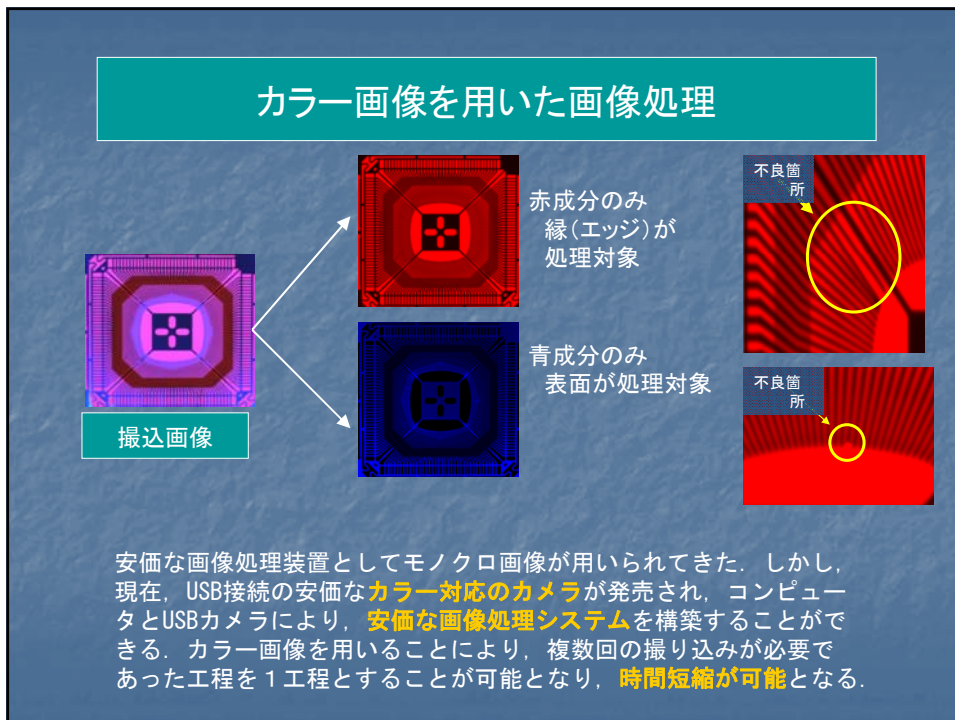 カラー画像を用いた画像処理
赤成分のみ
縁(エッジ)が
処理対象
青成分のみ
表面が処理対象
撮込画像
不良箇
所
不良箇
所
安価な画像処理装置としてモノクロ画像が用いられてきた．しかし，
現在，USB接続の安価なカラー対応のカメラが発売され，コンピュー
タとUSBカメラにより，安価な画像処理システムを構築することがで
きる．カラー画像を用いることにより，複数回の撮り込みが必要で
あった工程を１工程とすることが可能となり，時間短縮が可能となる．